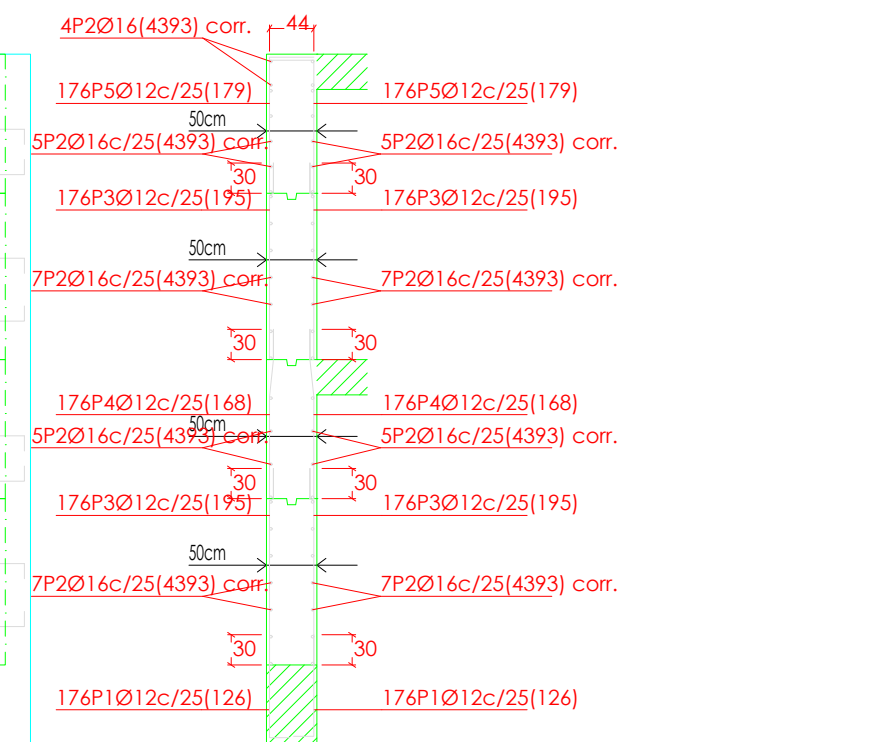 4P2Ø16(4393) corr.
44
176P5Ø12c/25(179)
176P5Ø12c/25(179)
50cm
5P2Ø16c/25(4393) corr.
5P2Ø16c/25(4393) corr.
30
30
176P3Ø12c/25(195)
176P3Ø12c/25(195)
50cm
7P2Ø16c/25(4393) corr.
7P2Ø16c/25(4393) corr.
30
30
176P4Ø12c/25(168)
176P4Ø12c/25(168)
50cm
5P2Ø16c/25(4393) corr.
5P2Ø16c/25(4393) corr.
30
30
176P3Ø12c/25(195)
176P3Ø12c/25(195)
50cm
7P2Ø16c/25(4393) corr.
7P2Ø16c/25(4393) corr.
30
30
176P1Ø12c/25(126)
176P1Ø12c/25(126)